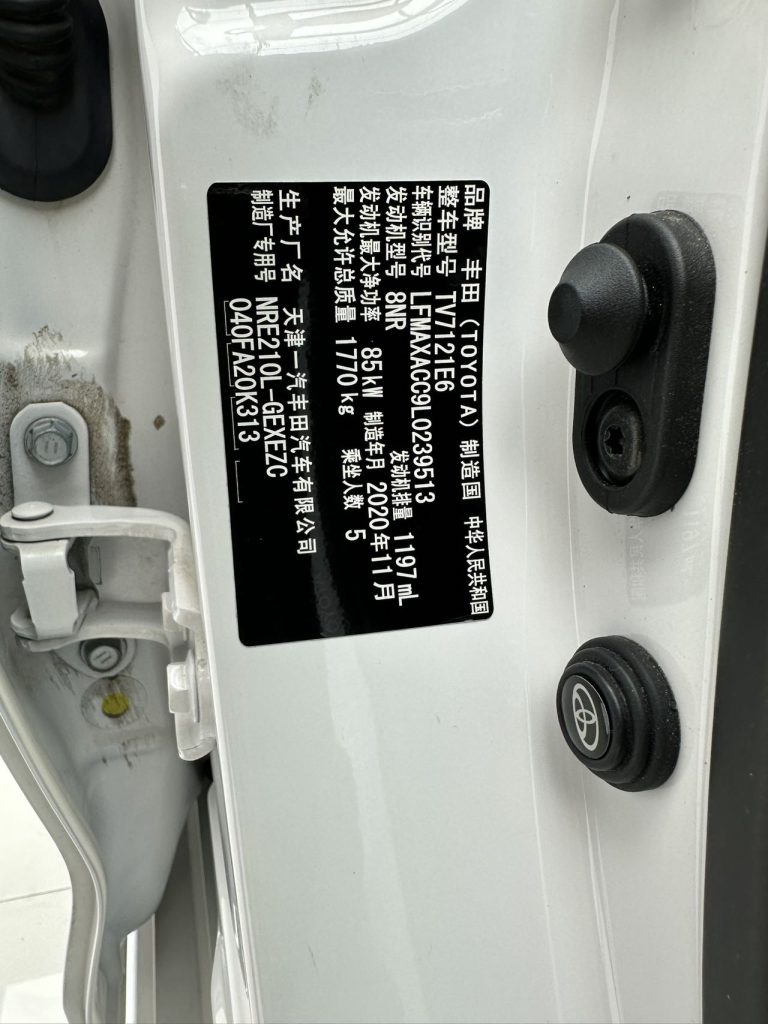 品牌 丰田 (TOYOTA) 制造国 中华人民共和国
整车型号 TV7121E6
车辆识别代号 LFMAXACC9L0239513
发动机型号 8NR 发动机排量 1197mL
发动机最大净功率 85kW 制造年月 2020年11月
最大允许总质量 1770kg 乘坐人数 5
生产厂名 天津一汽丰田汽车有限公司
制造厂专用号 NRE210L-GEXEZC
040FA20K313